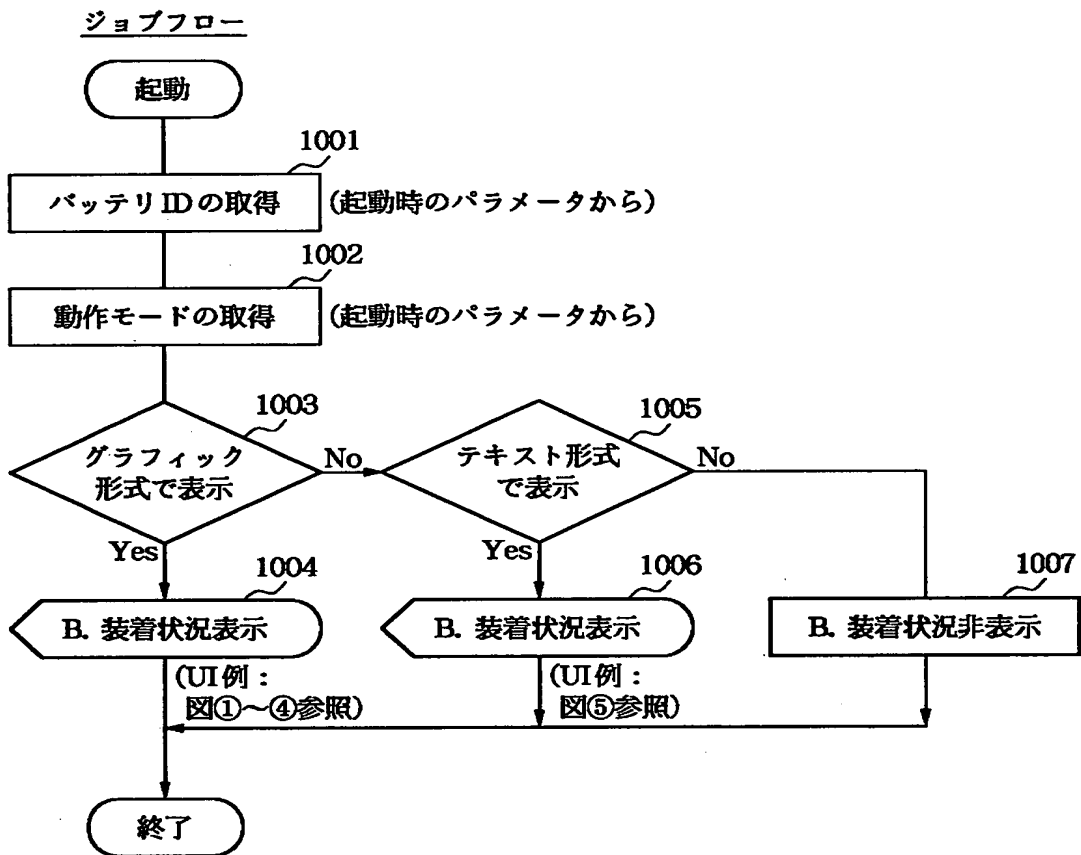 ジョブフロー
起動
1001
バッテリIDの取得 (起動時のパラメータから)
1002
動作モードの取得 (起動時のパラメータから)
1003
グラフィック
形式で表示
No
Yes
1005
テキスト形式
で表示
No
Yes
1004
B. 装着状況表示
(UI例:
図①~④参照)
1006
B. 装着状況表示
(UI例:
図⑤参照)
1007
B. 装着状況非表示
終了